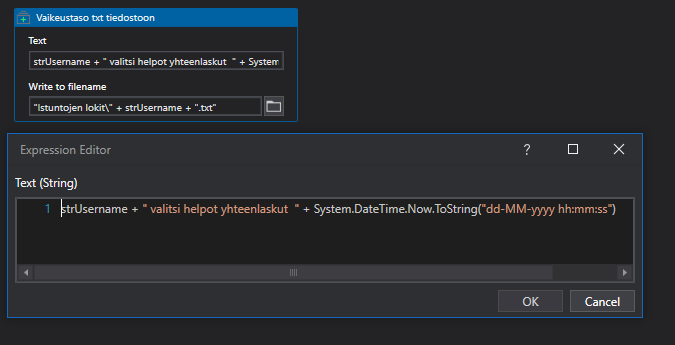 Vaikeustaso txt tiedostoon
Text
strUsername + " valitsi helpot yhteenlaskut  " + System
Write to filename
"Istuntojen lokit\" + strUsername + ".txt"
Expression Editor
?
Text (String)
1 strUsername + " valitsi helpot yhteenlaskut  " + System.DateTime.Now.ToString("dd-MM-yyyy hh:mm:ss")
OK Cancel